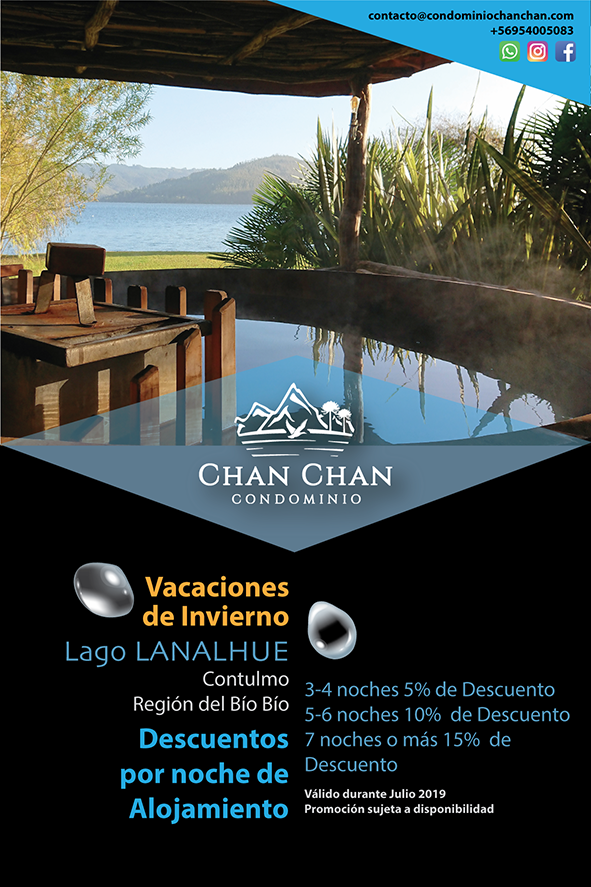 contacto@condominiochanchan.com
+56954005083
CHAN CHAN
CONDOMINIO
Vacaciones
de Invierno
Lago LANALHUE
Contulmo
Región del Bío Bío
Descuentos
por noche de
Alojamiento
3-4 noches 5% de Descuento
5-6 noches 10% de Descuento
7 noches o más 15% de
Descuento
Válido durante Julio 2019
Promoción sujeta a disponibilidad